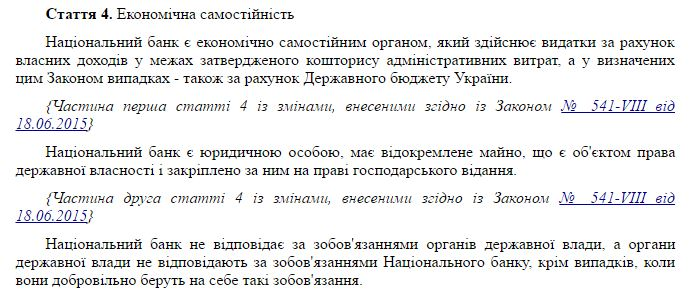 Стаття 4. Економічна самостійність
Національний банк є економічно самостійним органом, який здійснює видатки за рахунок
власних доходів у межах затвердженого кошторису адміністративних витрат, а у визначених
цим Законом випадках - також за рахунок Державного бюджету України.
{Частина перша статті 4 із змінами, внесеними згідно із Законом № 541-VIII від
18.06.2015}
Національний банк є юридичною особою, має відокремлене майно, що є об'єктом права
державної власності і закріплено за ним на праві господарського відання.
{Частина друга статті 4 із змінами, внесеними згідно із Законом № 541-VIII від
18.06.2015}
Національний банк не відповідає за зобов'язаннями органів державної влади, а органи
державної влади не відповідають за зобов'язаннями Національного банку, крім випадків, коли
вони добровільно беруть на себе такі зобов'язання.